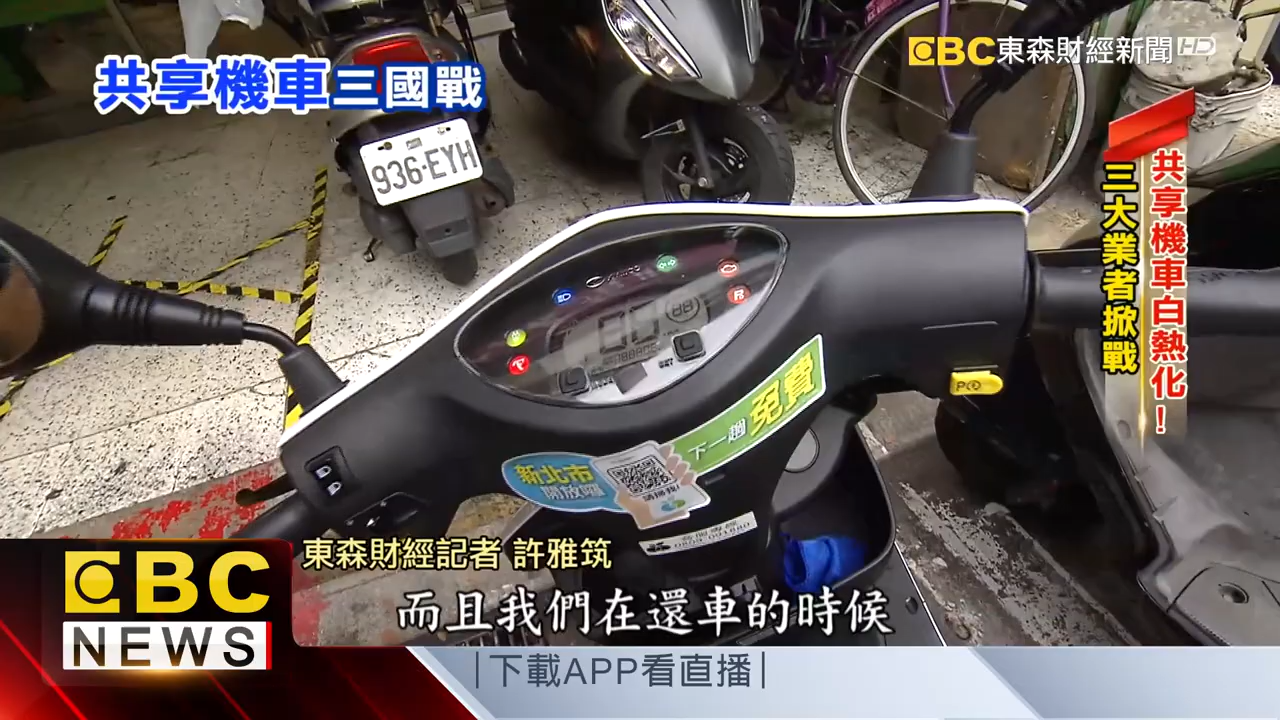 共享機車三國戰
EBC東森財經新聞HD
共享機車白熱化！
三大業者掀戰
936-EYH
下一趟免費
新北市
開放囉
東森財經記者 許雅筑
而且我們在還車的時候
EBC
NEWS
|下載APP看直播|